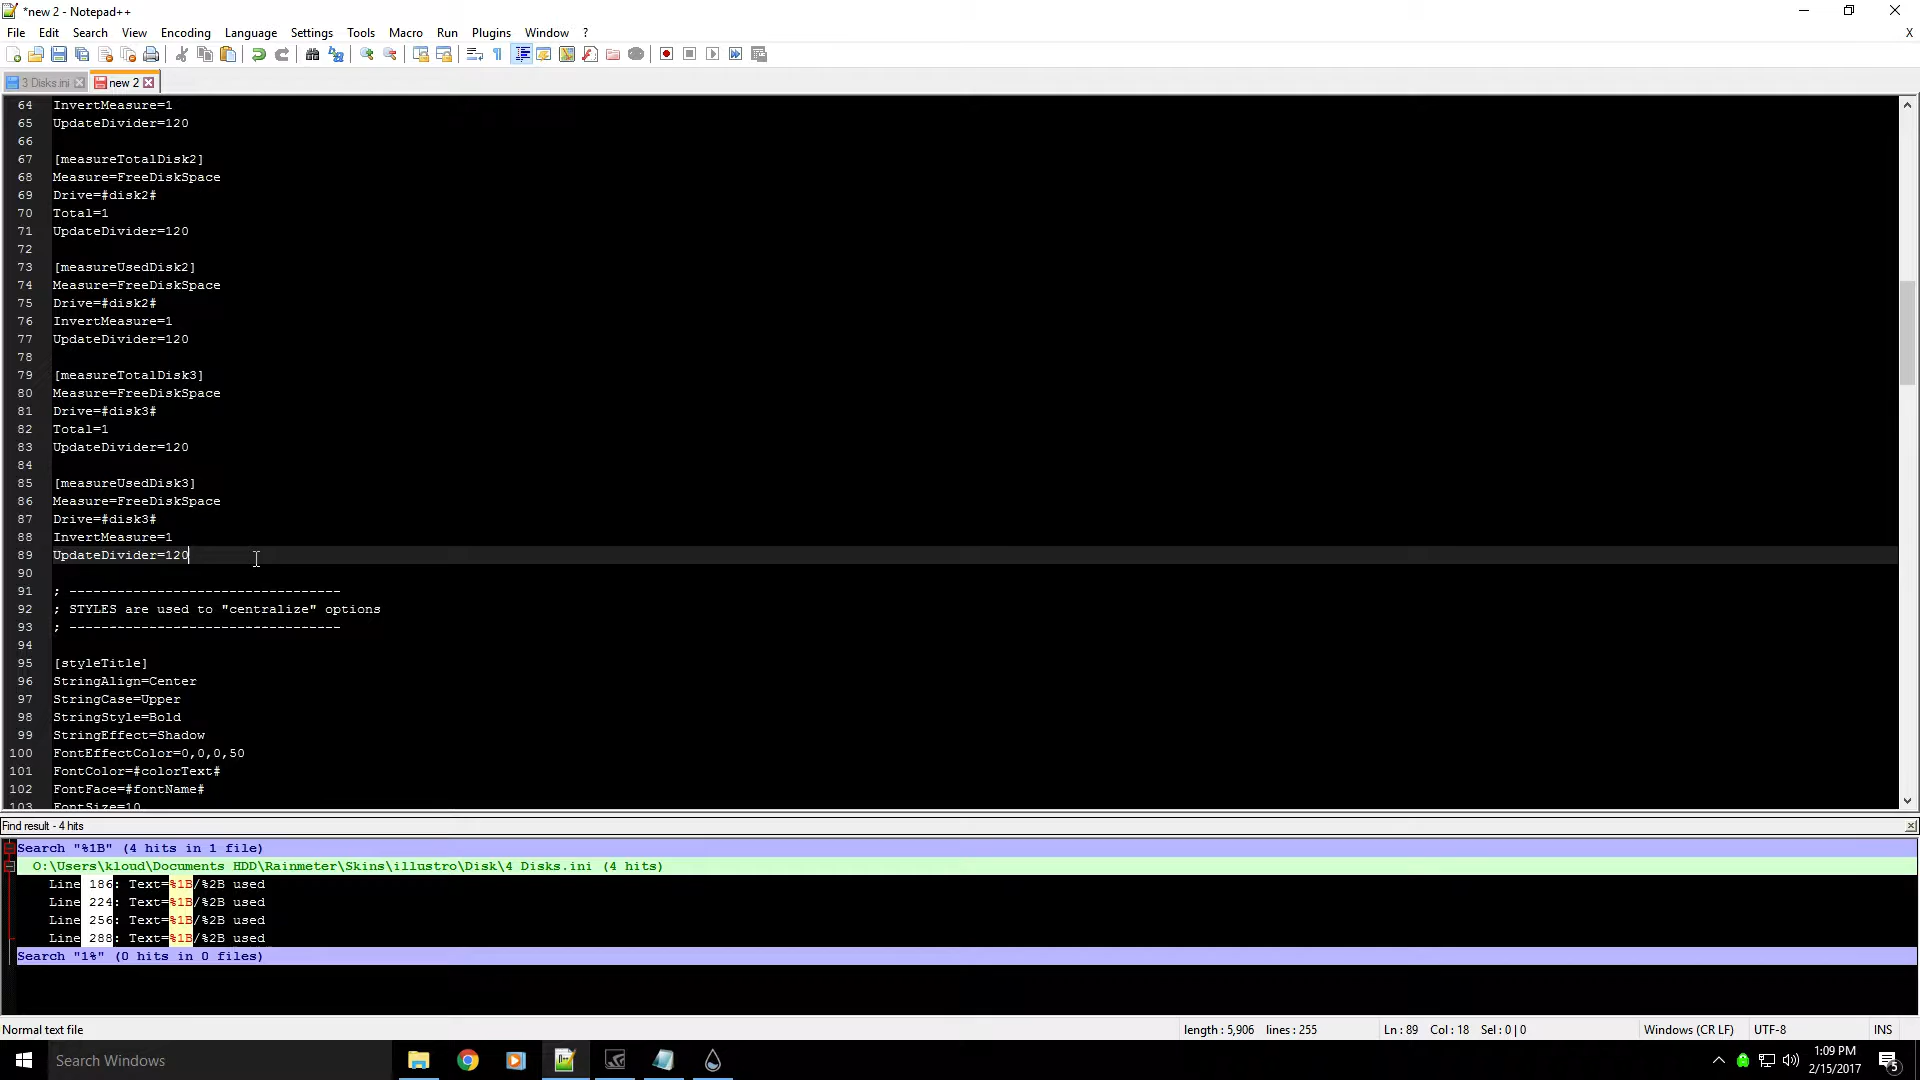 *new 2 - Notepad++
File Edit Search View Encoding Language Settings Tools Macro Run Plugins Window ? X
3 Disks.ini new 2
64 InvertMeasure=1
65 UpdateDivider=120
66
67 [measureTotalDisk2]
68 Measure=FreeDiskSpace
69 Drive=#disk2#
70 Total=1
71 UpdateDivider=120
72
73 [measureUsedDisk2]
74 Measure=FreeDiskSpace
75 Drive=#disk2#
76 InvertMeasure=1
77 UpdateDivider=120
78
79 [measureTotalDisk3]
80 Measure=FreeDiskSpace
81 Drive=#disk3#
82 Total=1
83 UpdateDivider=120
84
85 [measureUsedDisk3]
86 Measure=FreeDiskSpace
87 Drive=#disk3#
88 InvertMeasure=1
89 UpdateDivider=120
90
91 ; ----------------------------------
92 ; STYLES are used to "centralize" options
93 ; ----------------------------------
94
95 [styleTitle]
96 StringAlign=Center
97 StringCase=Upper
98 StringStyle=Bold
99 StringEffect=Shadow
100 FontEffectColor=0,0,0,50
101 FontColor=#colorText#
102 FontFace=#fontName#
103 FontSize=10
Find result - 4 hits
Search "%1B" (4 hits in 1 file)
O:\Users\kloud\Documents HDD\Rainmeter\Skins\illustro\Disk\4 Disks.ini (4 hits)
Line 186: Text=%1B/%2B used
Line 224: Text=%1B/%2B used
Line 256: Text=%1B/%2B used
Line 288: Text=%1B/%2B used
Search "1%" (0 hits in 0 files)
Normal text file length : 5,906 lines : 255 Ln : 89 Col : 18 Sel : 0 | 0 Windows (CR LF) UTF-8 INS
Search Windows
1:09 PM
2/15/2017
5